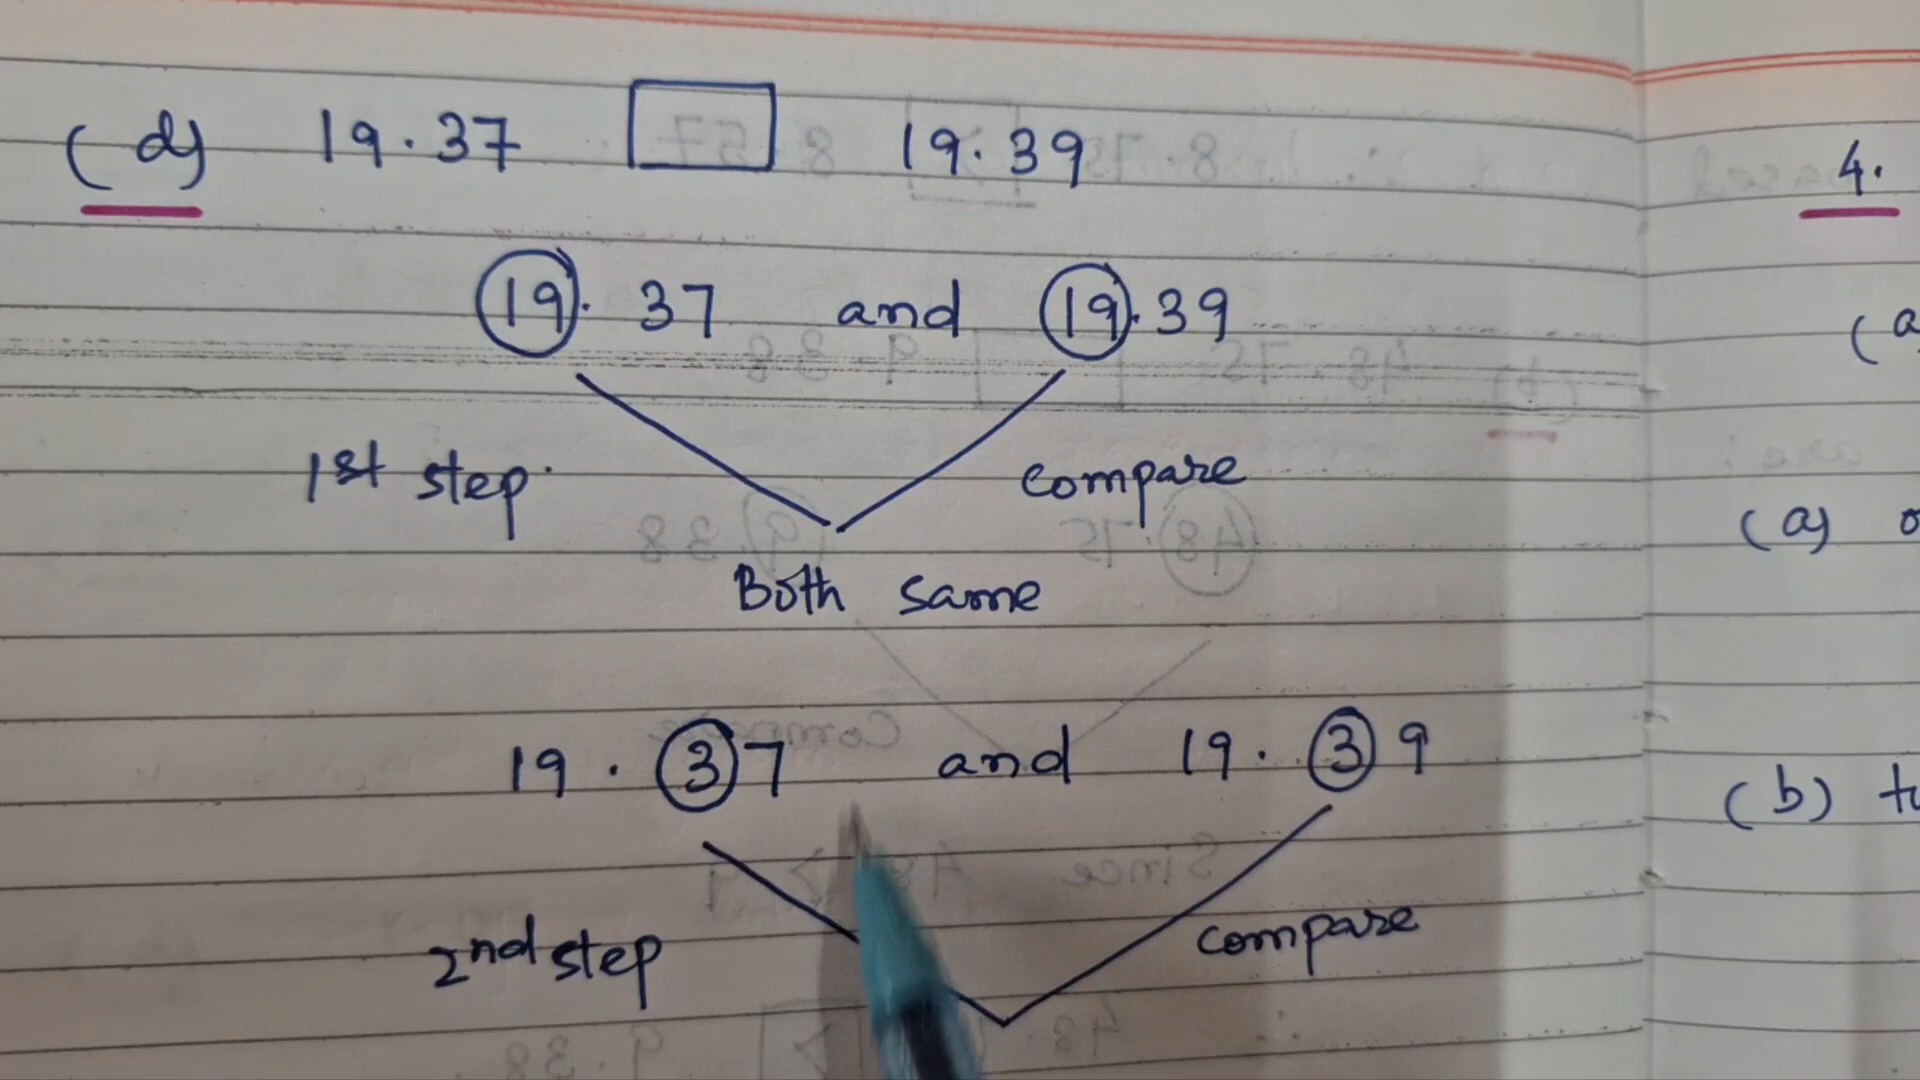 (d) 19.37 19.39
19.37 and 19.39
1st step. compare
Both same
19.37 and 19.39
2nd step compare
4.
(a
(a)
(b)